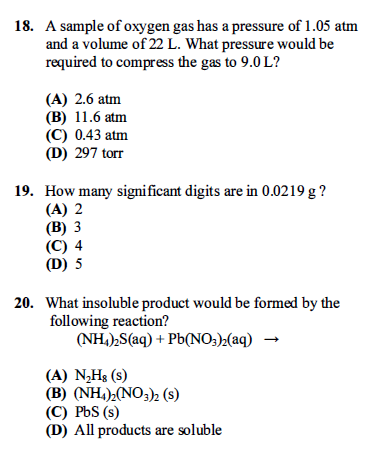 18. A sample of oxygen gas has a pressure of 1.05 atm
and a volume of 22 L. What pressure would be
required to compress the gas to 9.0 L?
(A) 2.6 atm
(B) 11.6 atm
(C) 0.43 atm
(D) 297 torr
19. How many significant digits are in 0.0219 g ?
(A) 2
(B) 3
(C) 4
(D) 5
20. What insoluble product would be formed by the
following reaction?
(NH₄)₂S(aq) + Pb(NO₃)₂(aq) →
(A) N₂H₈ (s)
(B) (NH₄)₂(NO₃)₂ (s)
(C) PbS (s)
(D) All products are soluble